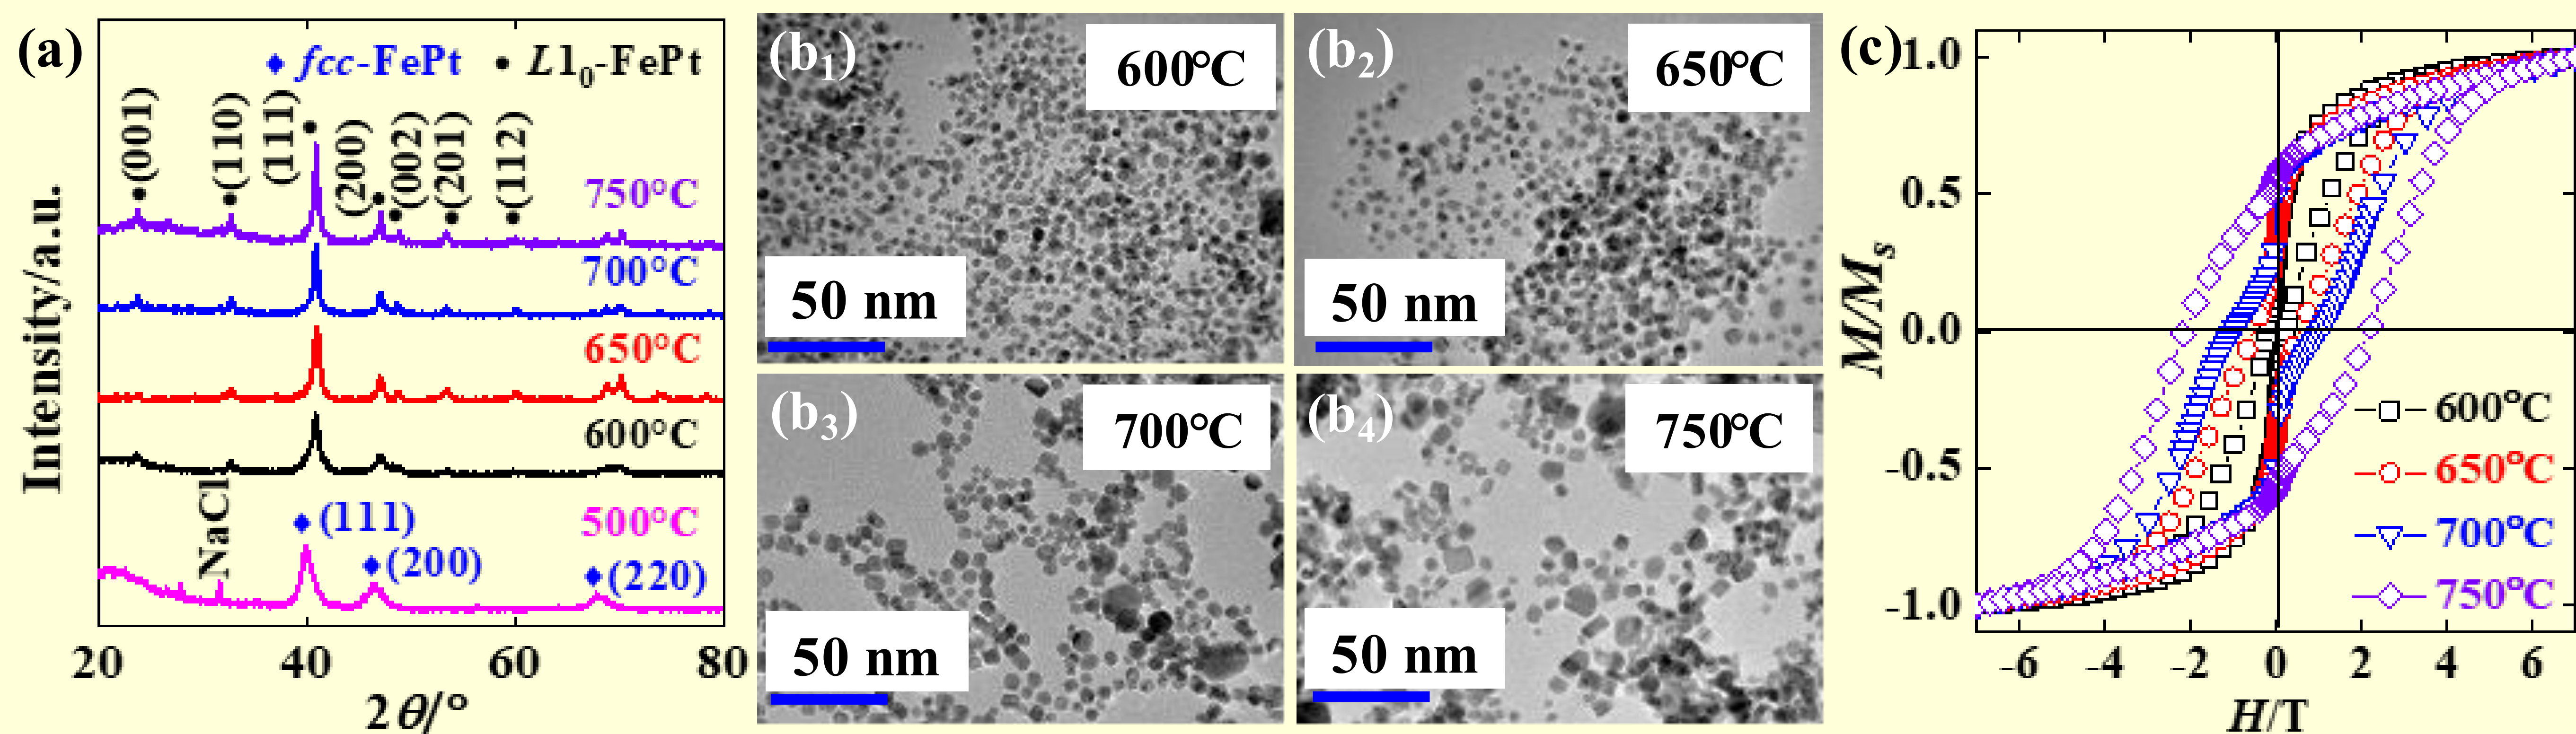 (a)
fcc-FePt
L1₀-FePt
(001)
(110)
(111)
(200)
(002)
(201)
(112)
750°C
700°C
650°C
600°C
500°C
NaCl
(111)
(200)
(220)
Intensity/a.u.
20 40 60 80
2θ/°
(b₁)
600°C
50 nm
(b₂)
650°C
50 nm
(b₃)
700°C
50 nm
(b₄)
750°C
50 nm
(c)
1.0
0.5
0.0
-0.5
-1.0
M/Mₛ
600°C
650°C
700°C
750°C
-6 -4 -2 0 2 4 6
H/T